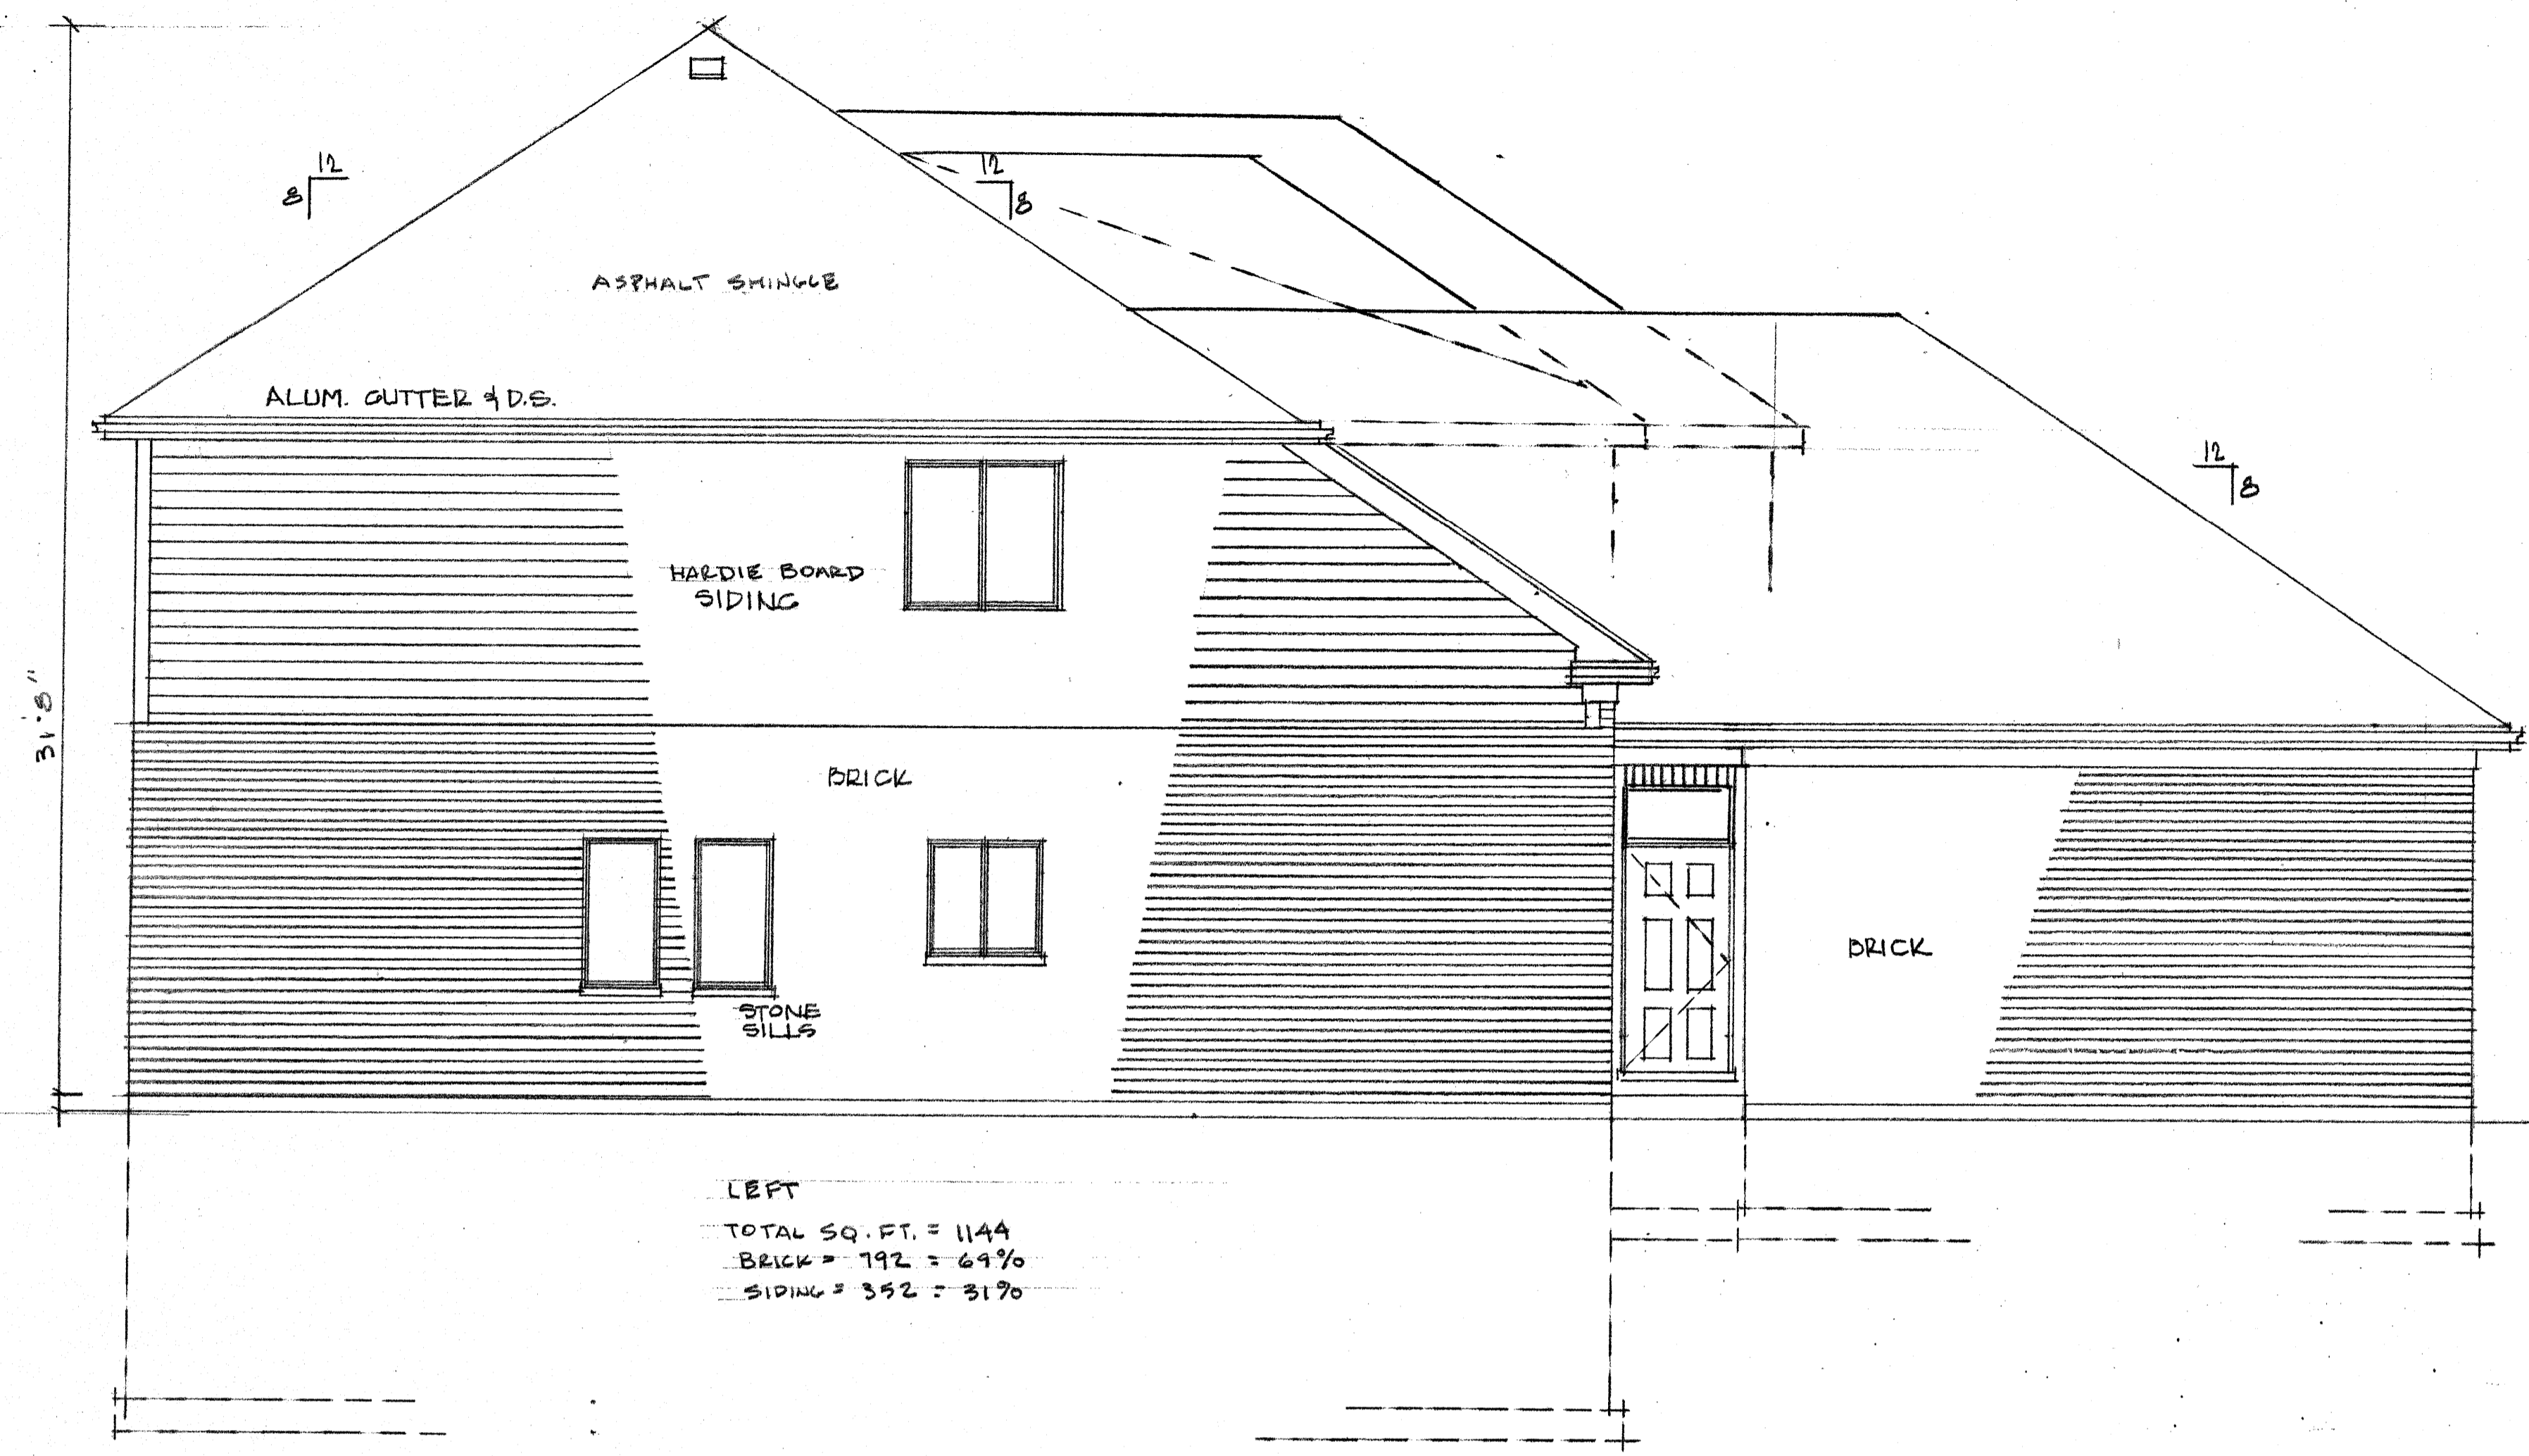 12
8
12
8
ASPHALT SHINGLE
ALUM. GUTTER & D.S.
12
8
HARDIE BOARD
SIDING
31'-8"
BRICK
BRICK
STONE
SILLS
LEFT
TOTAL SQ. FT. = 1144
BRICK = 792 = 69%
SIDING = 352 = 31%